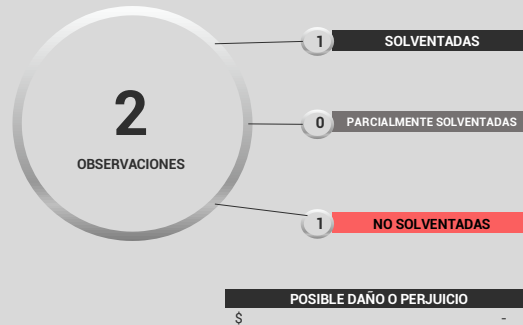 1 SOLVENTADAS
2
OBSERVACIONES
0 PARCIALMENTE SOLVENTADAS
1 NO SOLVENTADAS
POSIBLE DAÑO O PERJUICIO
$ -